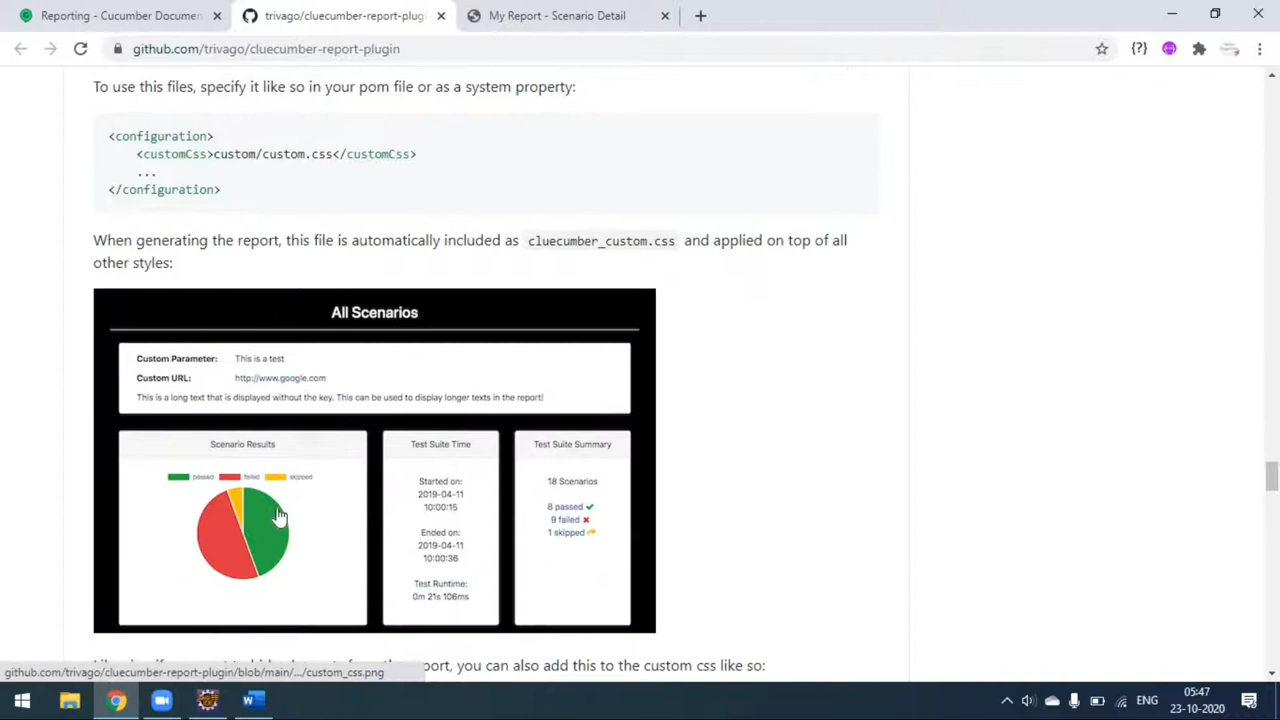 Reporting - Cucumber Documen
trivago/cluecumber-report-plugi
My Report - Scenario Detail
github.com/trivago/cluecumber-report-plugin
To use this files, specify it like so in your pom file or as a system property:
<configuration>
<customCss>custom/custom.css</customCss>
...
</configuration>
When generating the report, this file is automatically included as cluecumber_custom.css and applied on top of all
other styles:
All Scenarios
Custom Parameter: This is a test
Custom URL: http://www.google.com
This is a long text that is displayed without the key. This can be used to display longer texts in the report!
Scenario Results
passed failed skipped
Test Suite Time
Started on:
2019-04-11
10:00:15
Ended on:
2019-04-11
10:00:36
Test Runtime:
0m 21s 106ms
Test Suite Summary
18 Scenarios
8 passed
9 failed
1 skipped
port, you can also add this to the custom css like so:
github.com/trivago/cluecumber-report-plugin/blob/main/.../custom_css.png
ENG
05:47
23-10-2020